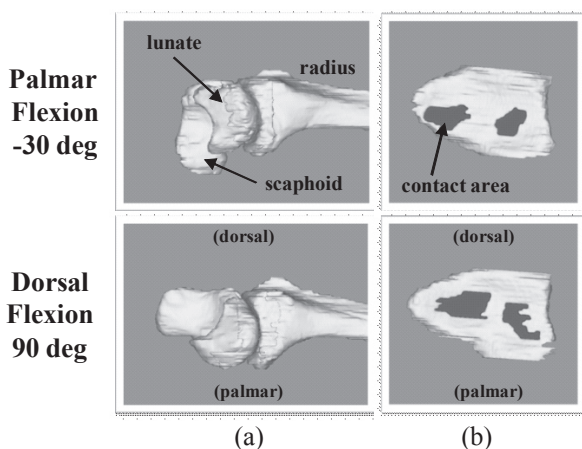 Palmar
Flexion
-30 deg
lunate
radius
scaphoid
contact area
Dorsal
Flexion
90 deg
(dorsal)
(palmar)
(dorsal)
(palmar)
(a)
(b)